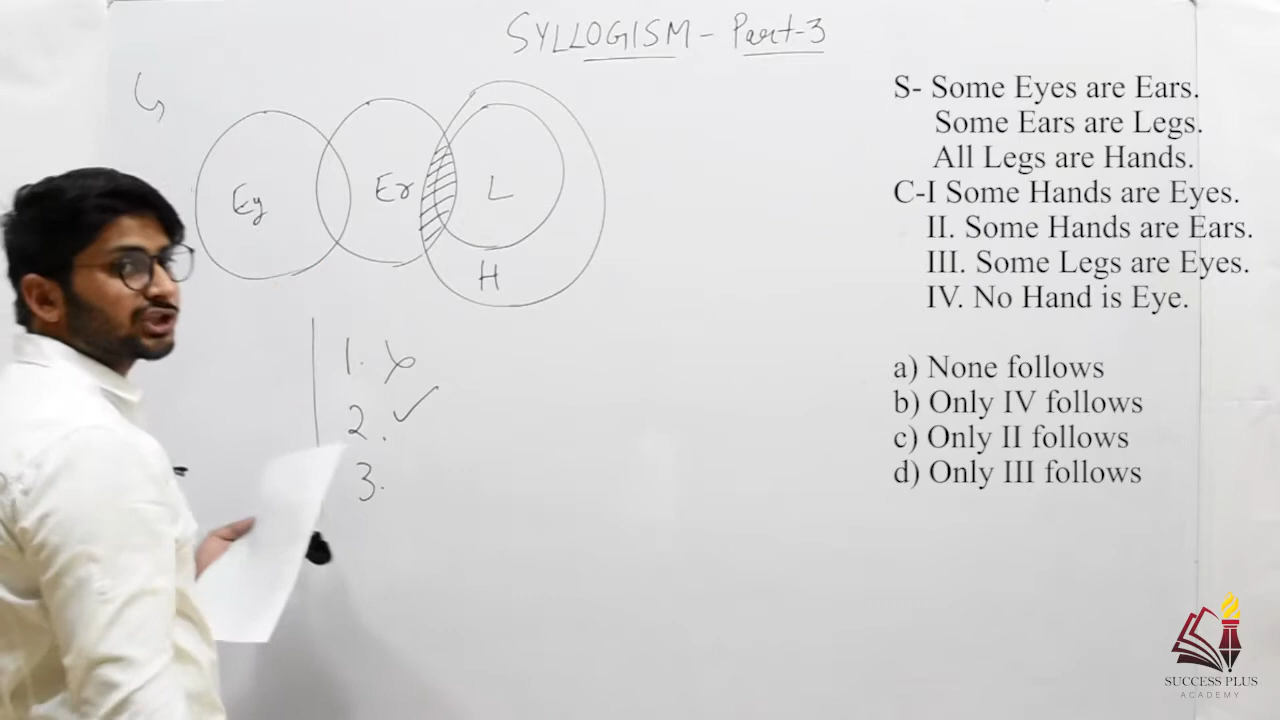 SYLLOGISM - Part-3
Ey
Er
L
H
1.
2. ✓
3.
S- Some Eyes are Ears.
Some Ears are Legs.
All Legs are Hands.
C-I Some Hands are Eyes.
II. Some Hands are Ears.
III. Some Legs are Eyes.
IV. No Hand is Eye.
a) None follows
b) Only IV follows
c) Only II follows
d) Only III follows
SUCCESS PLUS
ACADEMY